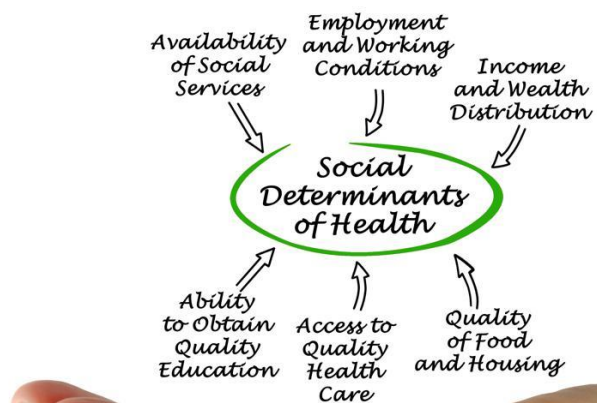 Availability
of Social
Services
Employment
and Working
Conditions
Income
and Wealth
Distribution
Social
Determinants
of Health
Ability
to Obtain
Quality
Education
Access to
Quality
Health
Care
Quality
of Food
and Housing